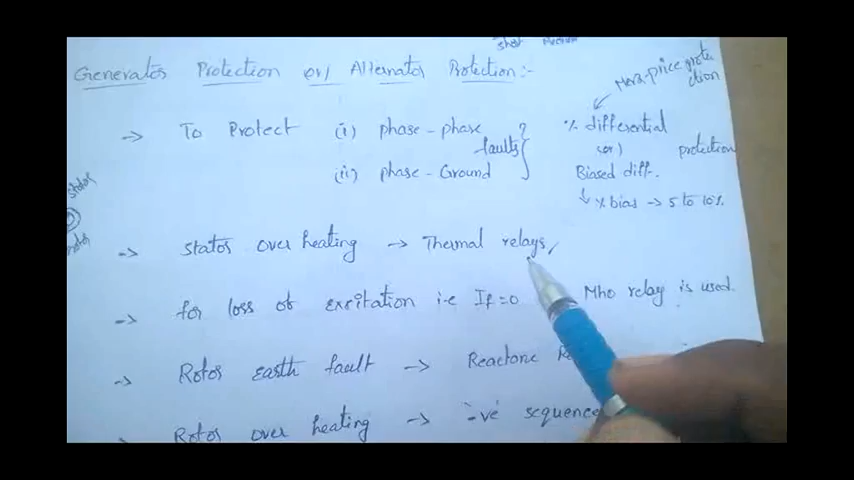 Generator Protection or/ Alternator Protection:-
Merz-price protection
→ To Protect (i) phase-phase
faults
(ii) phase-Ground
% differential
(or) protection
Biased diff.
↓ % bias → 5 to 10%
stator
rotor
→ stator over heating → Thermal relays,
→ for loss of excitation i.e If=0 Mho relay is used.
→ Rotor earth fault → Reactance
→ Rotor over heating → -ve sequence